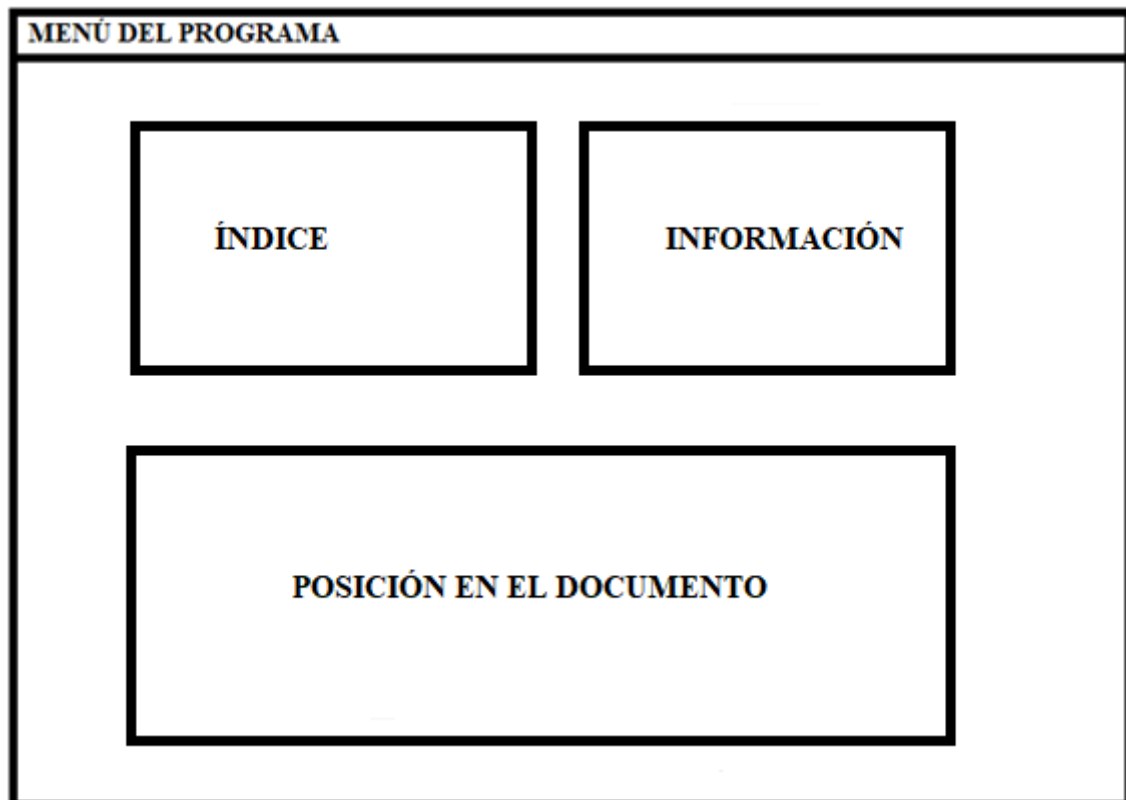 MENÚ DEL PROGRAMA
ÍNDICE
INFORMACIÓN
POSICIÓN EN EL DOCUMENTO